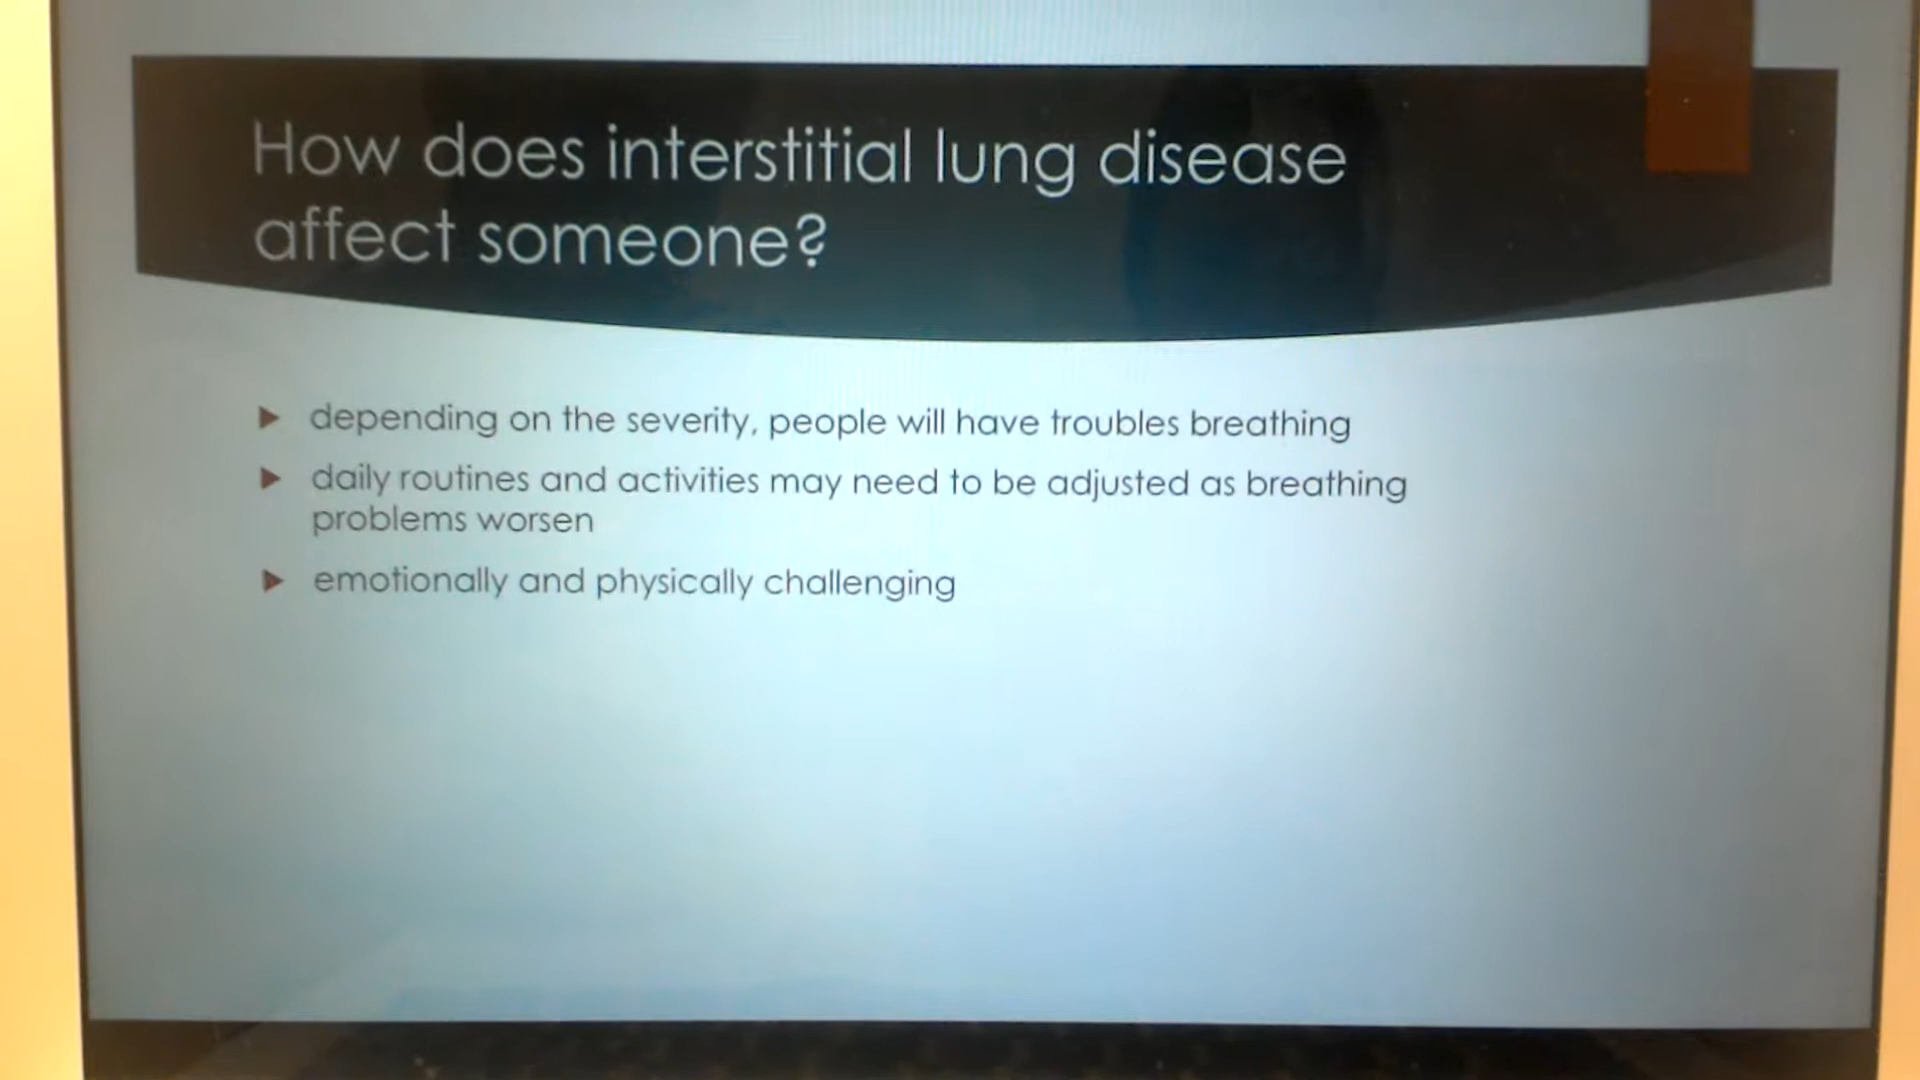 How does interstitial lung disease
affect someone?
depending on the severity, people will have troubles breathing
daily routines and activities may need to be adjusted as breathing
problems worsen
emotionally and physically challenging